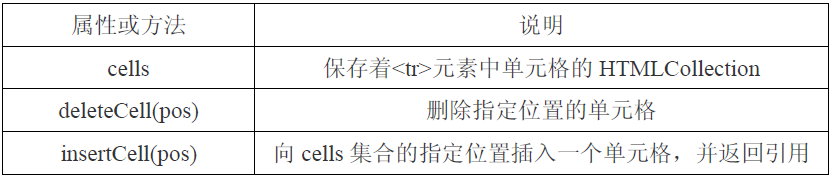 属性或方法 说明
cells 保存着<tr>元素中单元格的 HTMLCollection
deleteCell(pos) 删除指定位置的单元格
insertCell(pos) 向 cells 集合的指定位置插入一个单元格，并返回引用